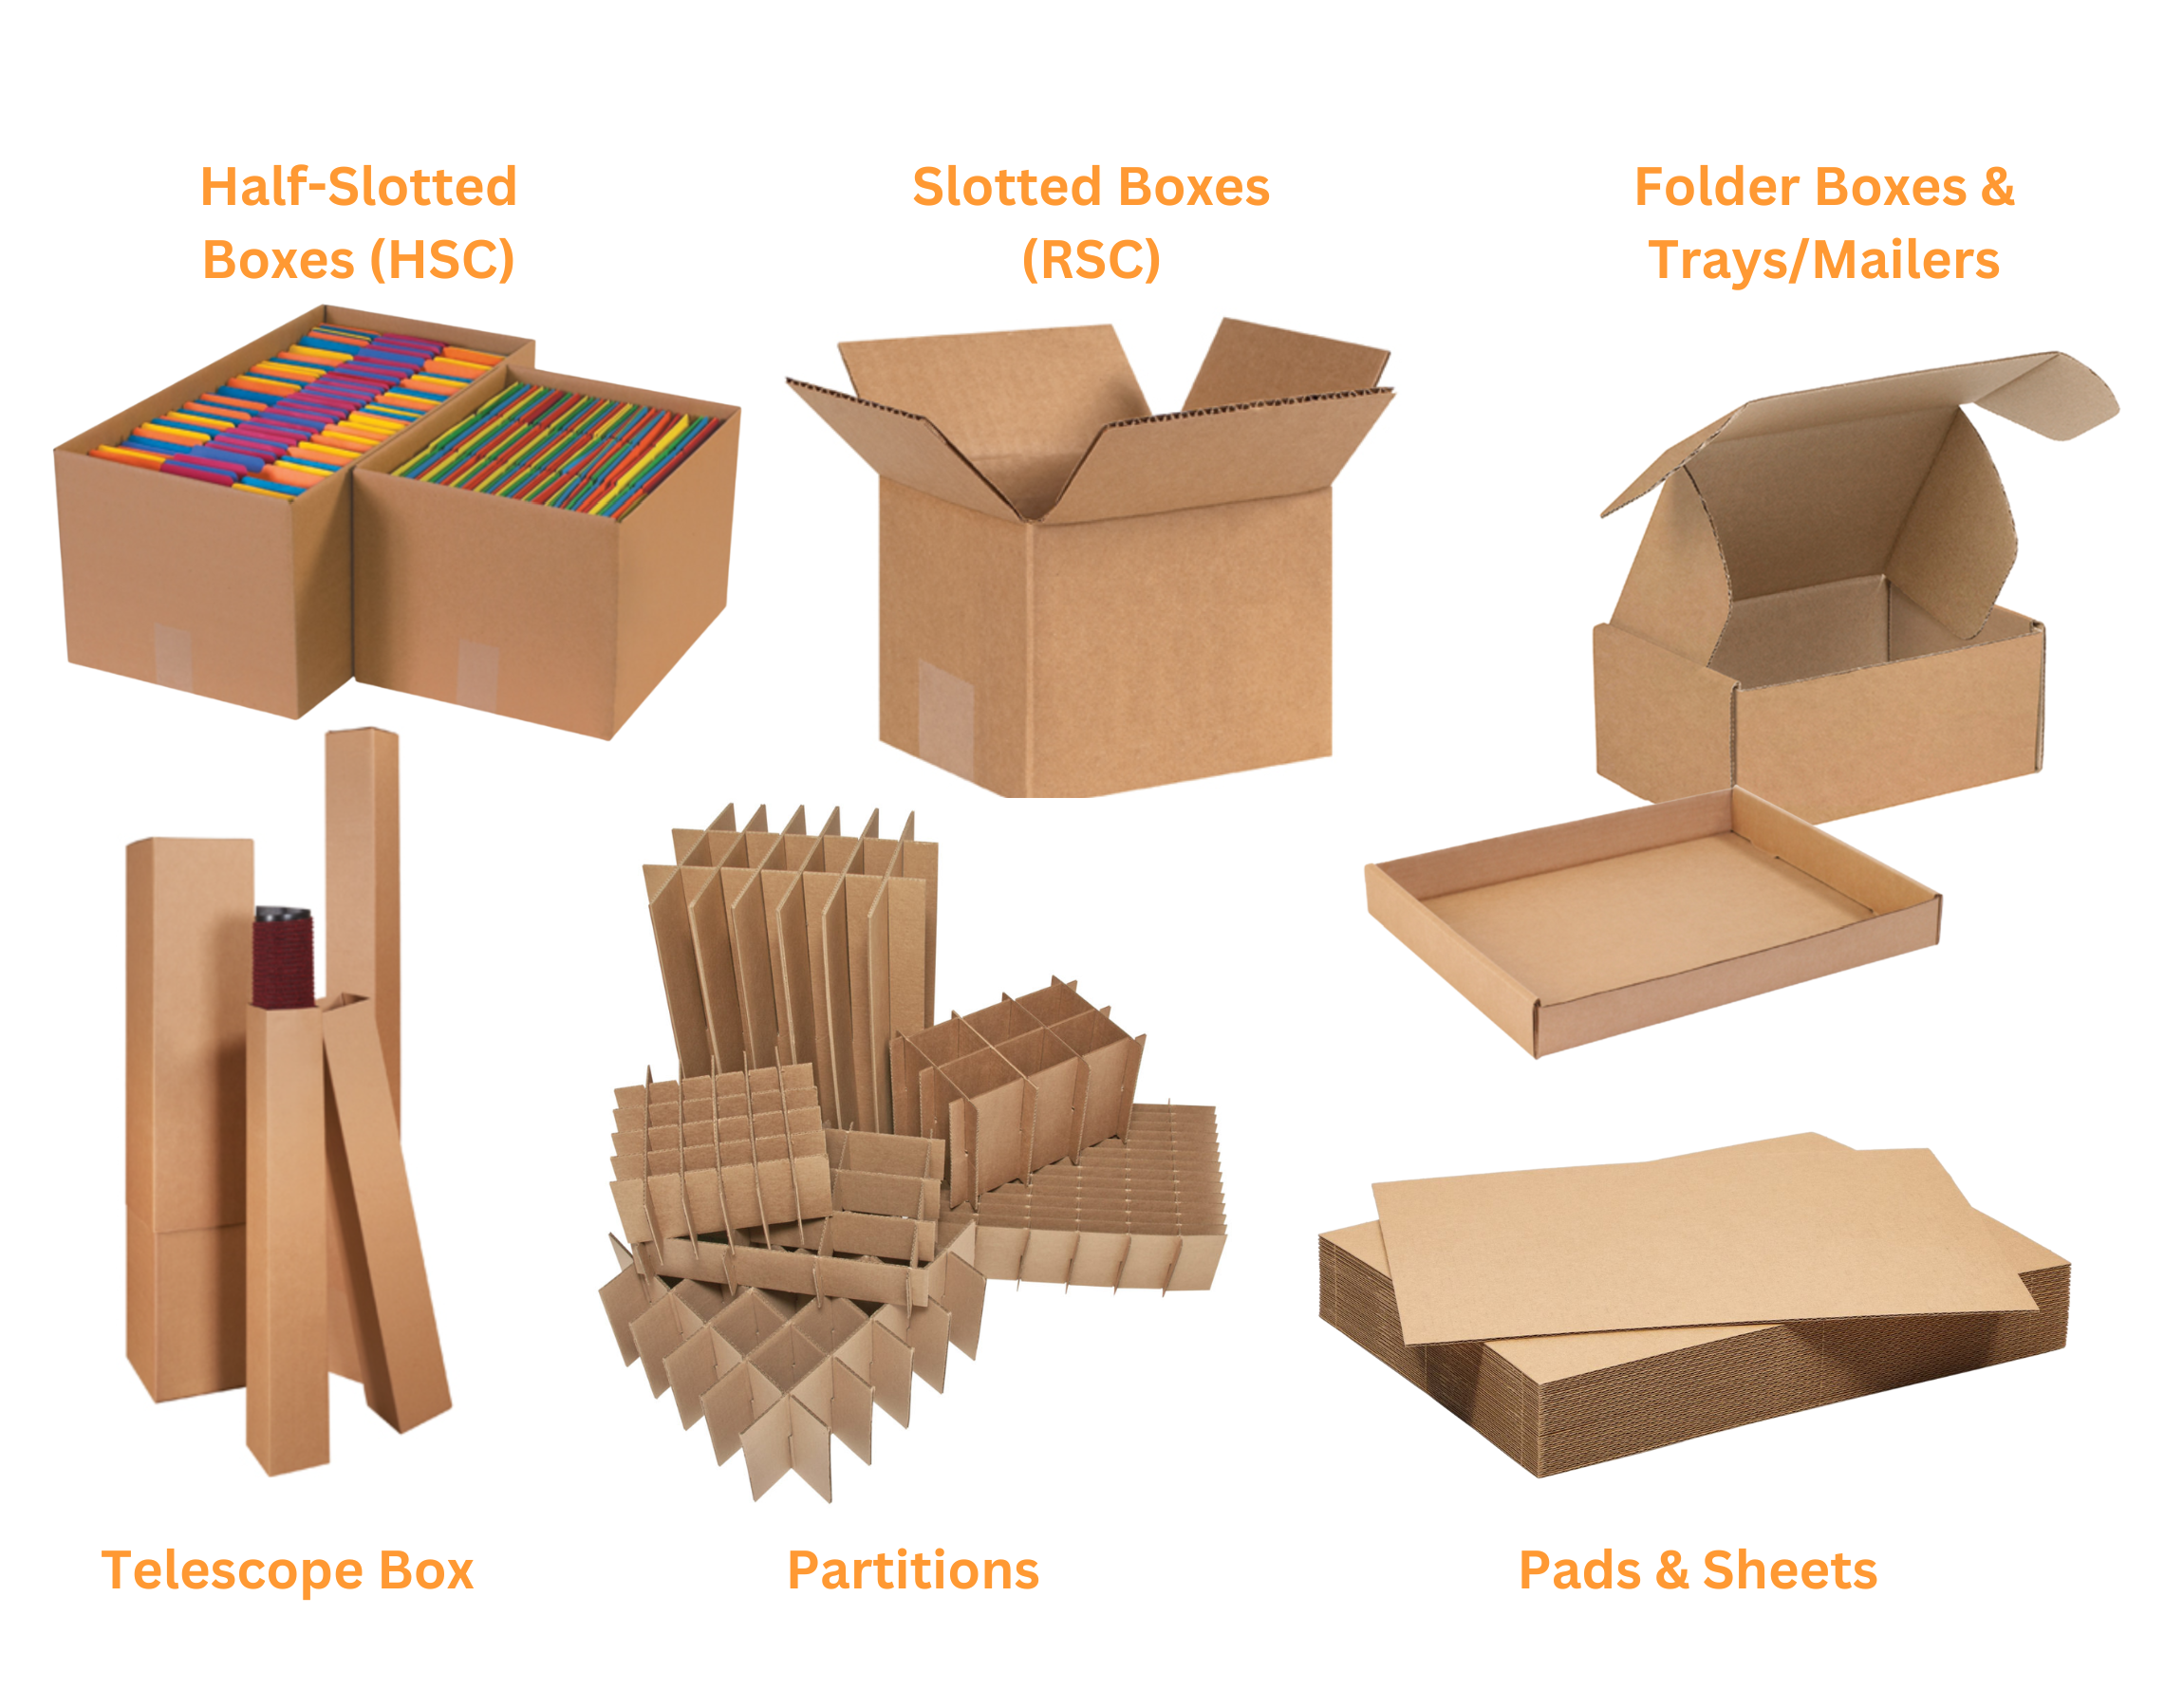 Half-Slotted
Boxes (HSC)
Slotted Boxes
(RSC)
Folder Boxes &
Trays/Mailers
Telescope Box
Partitions
Pads & Sheets